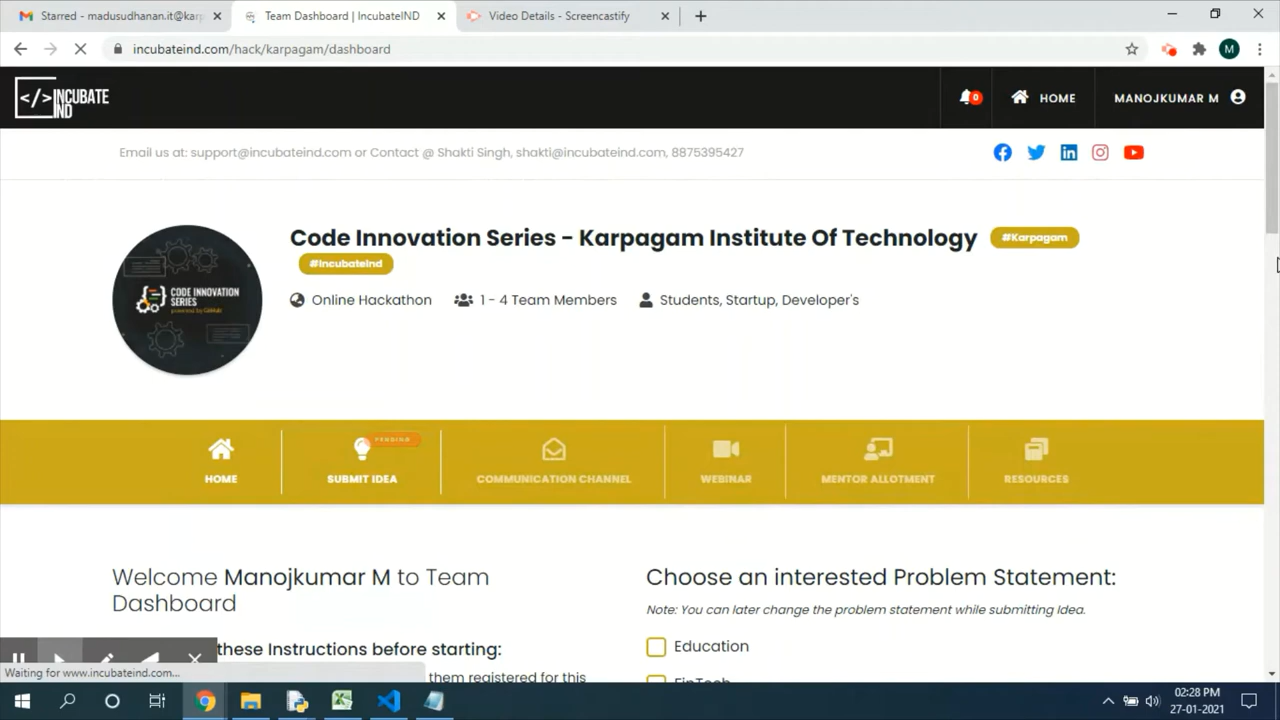 Starred - madusudhanan.it@kar
Team Dashboard | IncubateIND
Video Details - Screencastify
incubateind.com/hack/karpagam/dashboard
M
</>INCUBATE
IND
0
HOME
MANOJKUMAR M
Email us at: support@incubateind.com or Contact @ Shakti Singh, shakti@incubateind.com, 8875395427
CODE INNOVATION
SERIES
powered by GitHub
Code Innovation Series - Karpagam Institute Of Technology
#Karpagam
#IncubateInd
Online Hackathon
1 - 4 Team Members
Students, Startup, Developer's
PENDING
HOME
SUBMIT IDEA
COMMUNICATION CHANNEL
WEBINAR
MENTOR ALLOTMENT
RESOURCES
Welcome Manojkumar M to Team
Dashboard
these Instructions before starting:
them registered for this
Choose an interested Problem Statement:
Note: You can later change the problem statement while submitting Idea.
Education
FinTech
Waiting for www.incubateind.com...
02:28 PM
27-01-2021